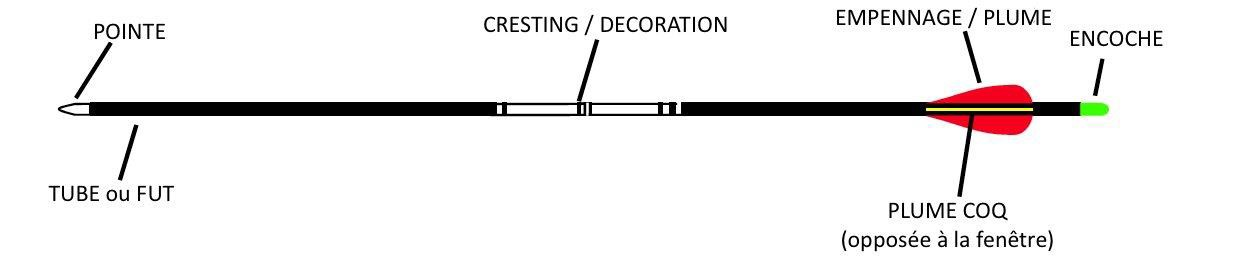 POINTE
CRESTING / DECORATION
EMPENNAGE / PLUME
ENCOCHE
TUBE ou FUT
PLUME COQ
(opposée à la fenêtre)